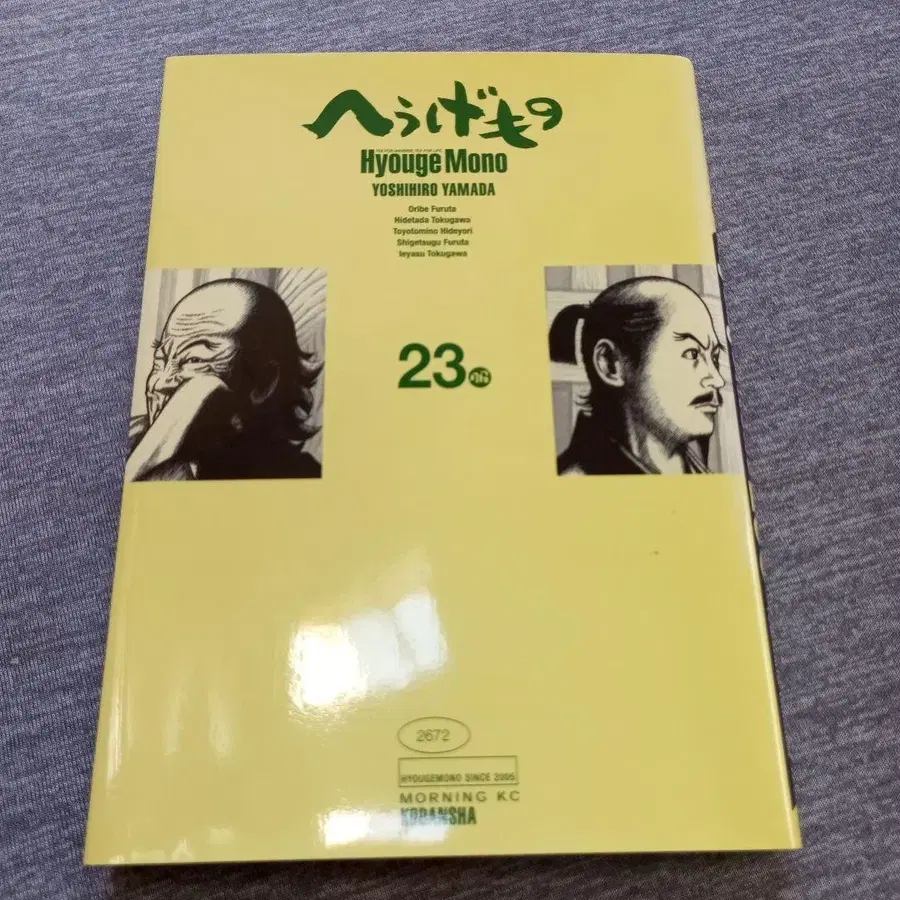 へうげもの
Hyouge Mono
YOSHIHIRO YAMADA
Oribe Furuta
Hidetada Tokugawa
Toyotomino Hideyori
Shigetsugu Furuta
Ieyasu Tokugawa
23
2672
HYOUGEMONO SINCE 2005
MORNING KC
KODANSHA